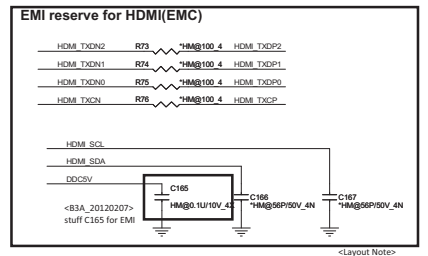 EMI reserve for HDMI(EMC)
HDMI_TXDN2 R73 *HM@100_4 HDMI_TXDP2
HDMI_TXDN1 R74 *HM@100_4 HDMI_TXDP1
HDMI_TXDN0 R75 *HM@100_4 HDMI_TXDP0
HDMI_TXCN R76 *HM@100_4 HDMI_TXCP
HDMI_SCL
HDMI_SDA
DDC5V
C165
HM@0.1U/10V_4X
C166
*HM@56P/50V_4N
C167
*HM@56P/50V_4N
<B3A_20120207>
stuff C165 for EMI
<Layout Note>